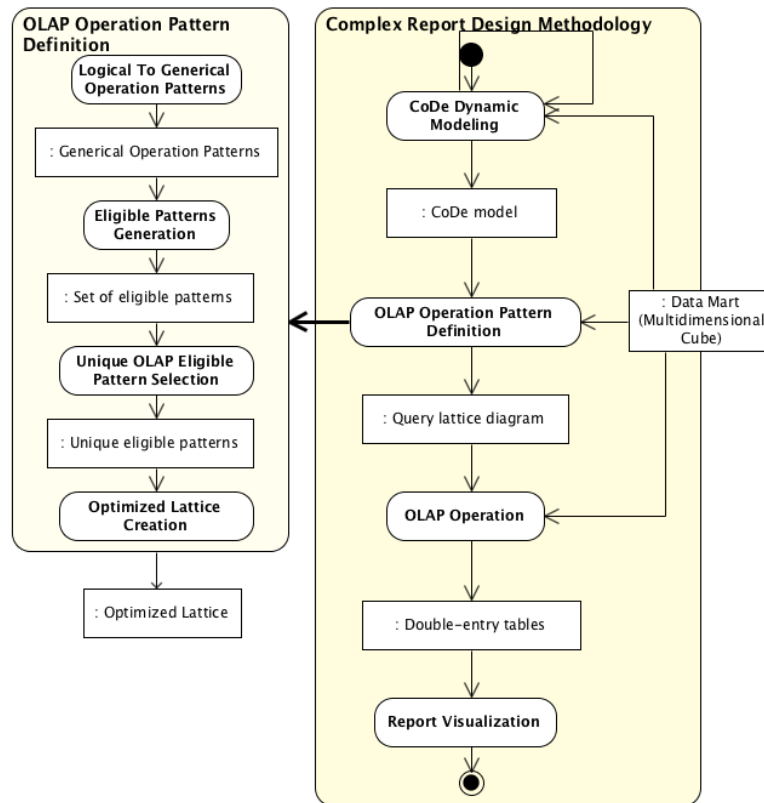 OLAP Operation Pattern
Definition
Logical To Generical
Operation Patterns
: Generical Operation Patterns
Eligible Patterns
Generation
: Set of eligible patterns
Unique OLAP Eligible
Pattern Selection
: Unique eligible patterns
Optimized Lattice
Creation
: Optimized Lattice
Complex Report Design Methodology
CoDe Dynamic
Modeling
: CoDe model
OLAP Operation Pattern
Definition
: Data Mart
(Multidimensional
Cube)
: Query lattice diagram
OLAP Operation
: Double-entry tables
Report Visualization